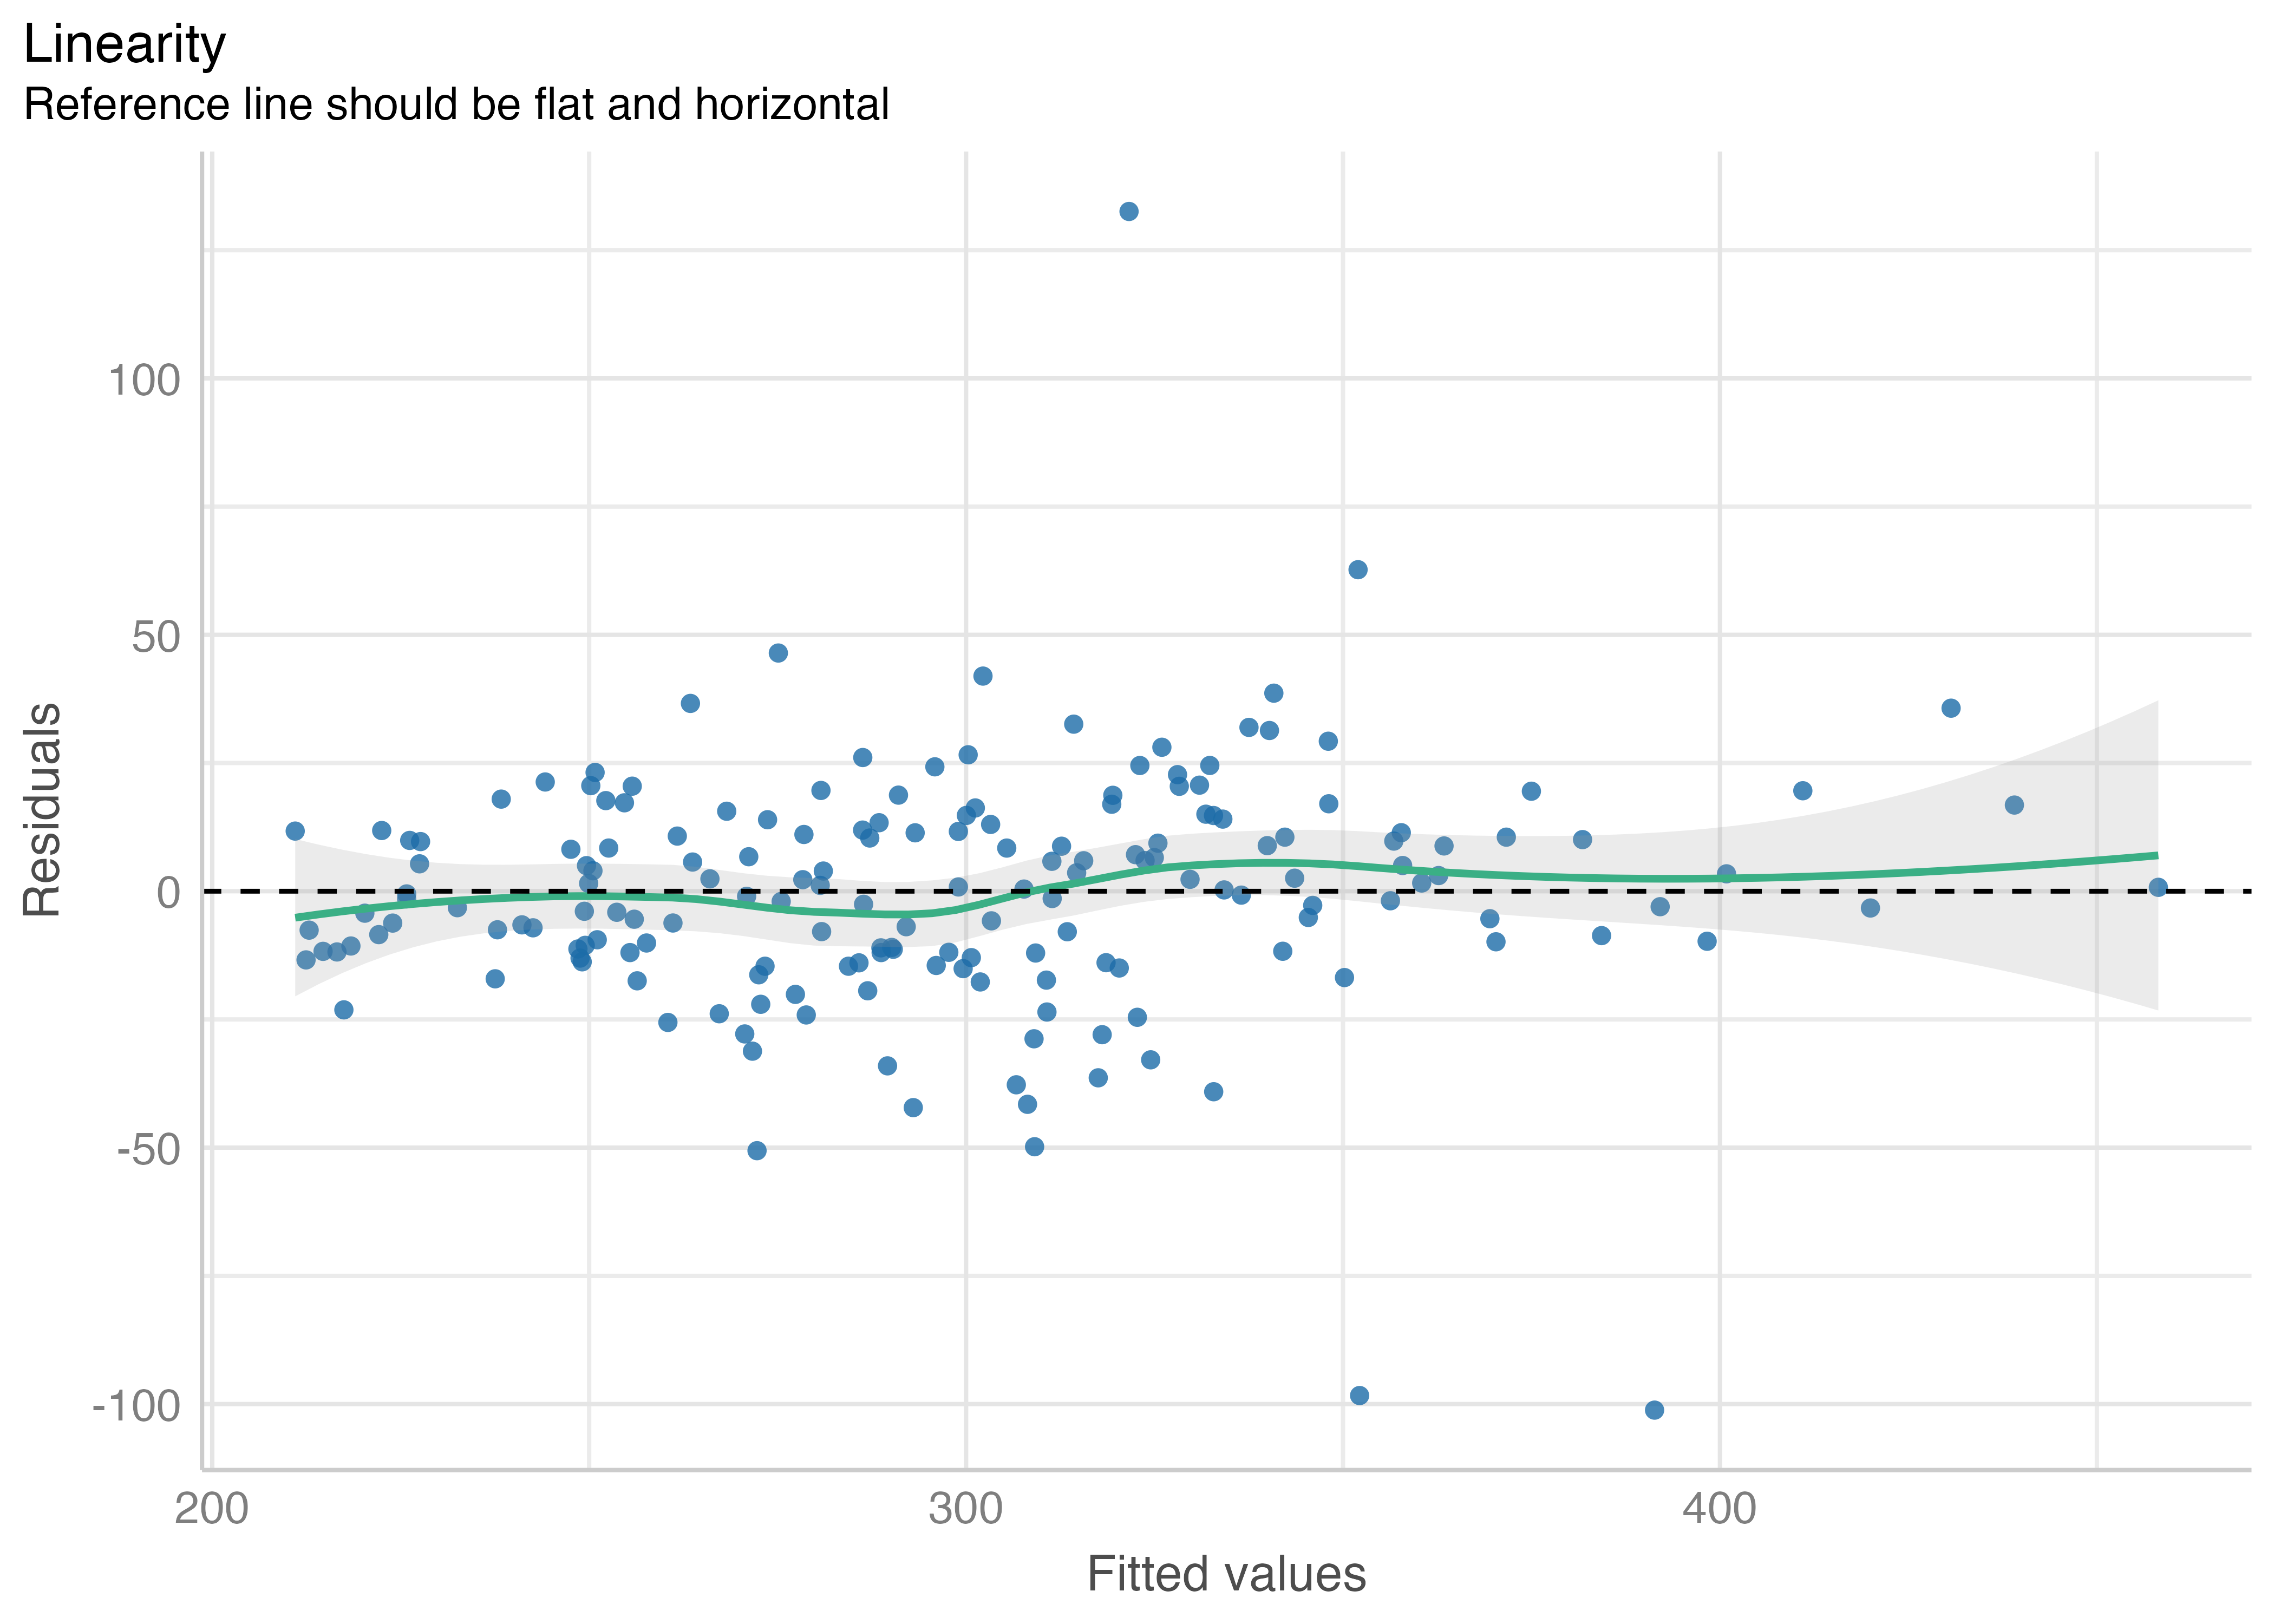 Linearity
Reference line should be flat and horizontal
100
50
0
-50
-100
Residuals
200 300 400
Fitted values